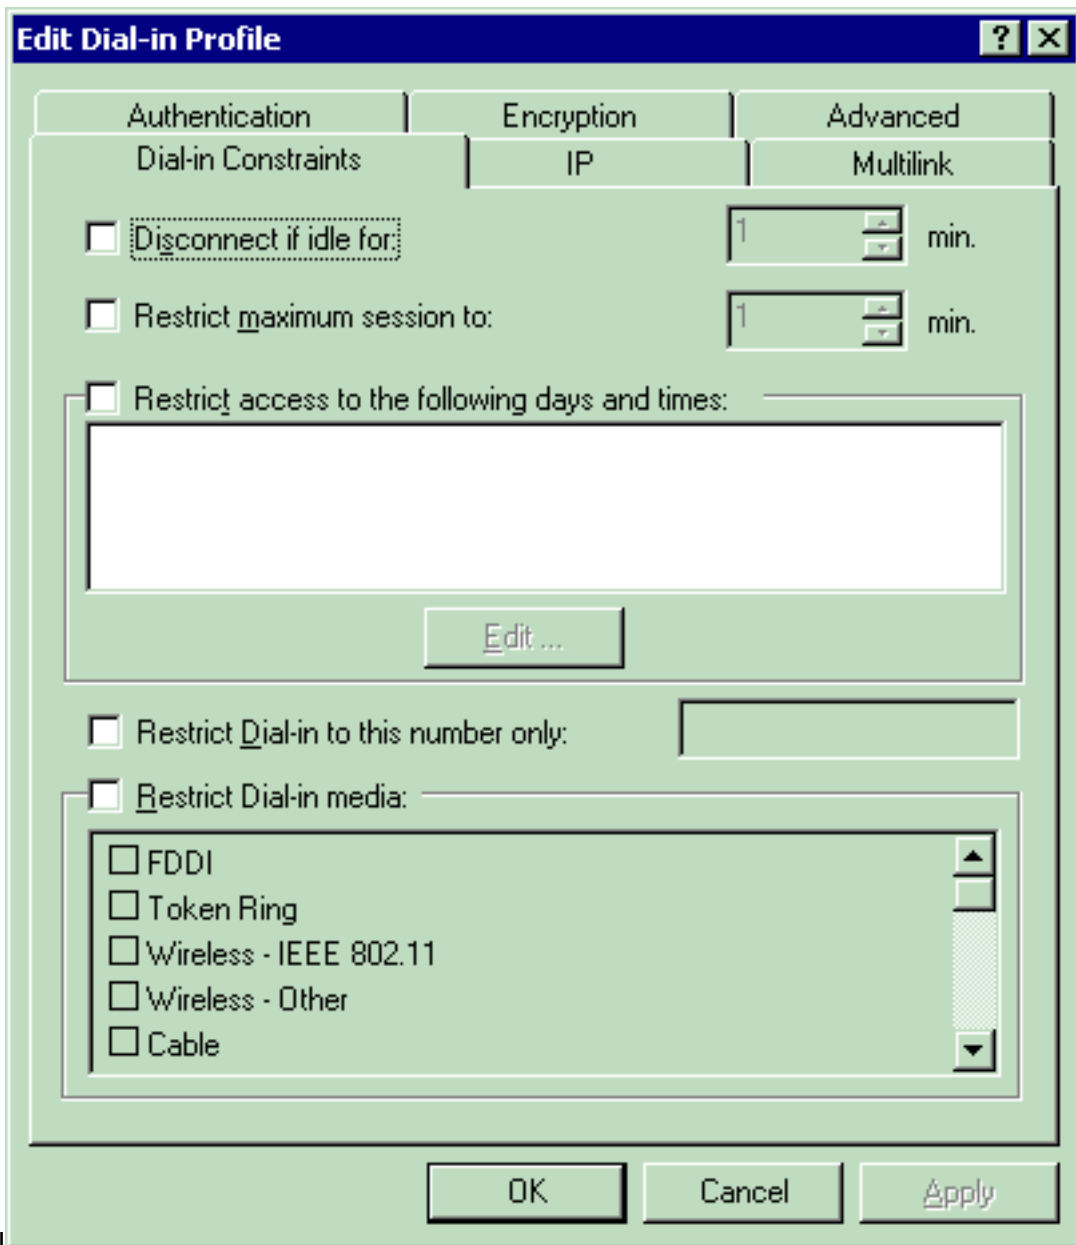 Edit Dial-in Profile
? X
Authentication Encryption Advanced
Dial-in Constraints IP Multilink
Disconnect if idle for: 1 min.
Restrict maximum session to: 1 min.
Restrict access to the following days and times:
Edit ...
Restrict Dial-in to this number only:
Restrict Dial-in media:
FDDI
Token Ring
Wireless - IEEE 802.11
Wireless - Other
Cable
OK Cancel Apply